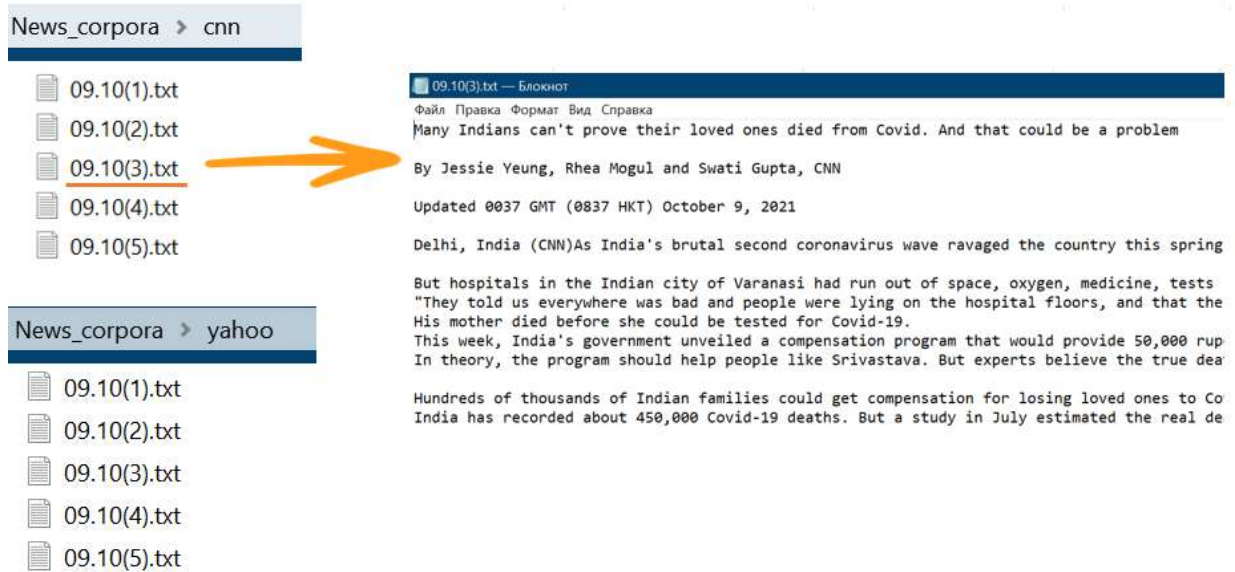 News_corpora > cnn
09.10(1).txt
09.10(2).txt
09.10(3).txt
09.10(4).txt
09.10(5).txt
News_corpora > yahoo
09.10(1).txt
09.10(2).txt
09.10(3).txt
09.10(4).txt
09.10(5).txt
09.10(3).txt — Блокнот
Файл Правка Формат Вид Справка
Many Indians can't prove their loved ones died from Covid. And that could be a problem
By Jessie Yeung, Rhea Mogul and Swati Gupta, CNN
Updated 0037 GMT (0837 HKT) October 9, 2021
Delhi, India (CNN)As India's brutal second coronavirus wave ravaged the country this spring
But hospitals in the Indian city of Varanasi had run out of space, oxygen, medicine, tests
"They told us everywhere was bad and people were lying on the hospital floors, and that the
His mother died before she could be tested for Covid-19.
This week, India's government unveiled a compensation program that would provide 50,000 rup
In theory, the program should help people like Srivastava. But experts believe the true dea
Hundreds of thousands of Indian families could get compensation for losing loved ones to Co
India has recorded about 450,000 Covid-19 deaths. But a study in July estimated the real de